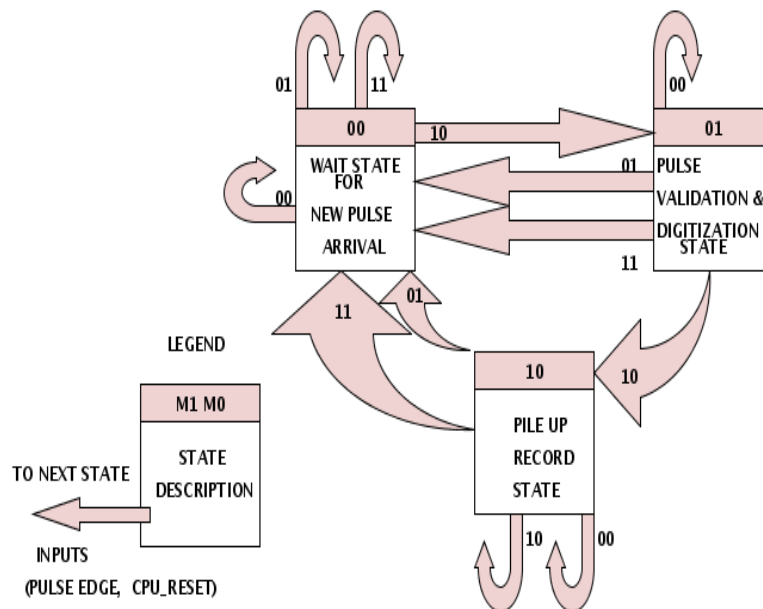 01
11
00
00
10
01
00
WAIT STATE
FOR
NEW PULSE
ARRIVAL
01
PULSE
VALIDATION &
DIGITIZATION
STATE
11
11
01
10
10
PILE UP
RECORD
STATE
10
00
LEGEND
M1 M0
STATE
DESCRIPTION
TO NEXT STATE
INPUTS
(PULSE EDGE, CPU_RESET)